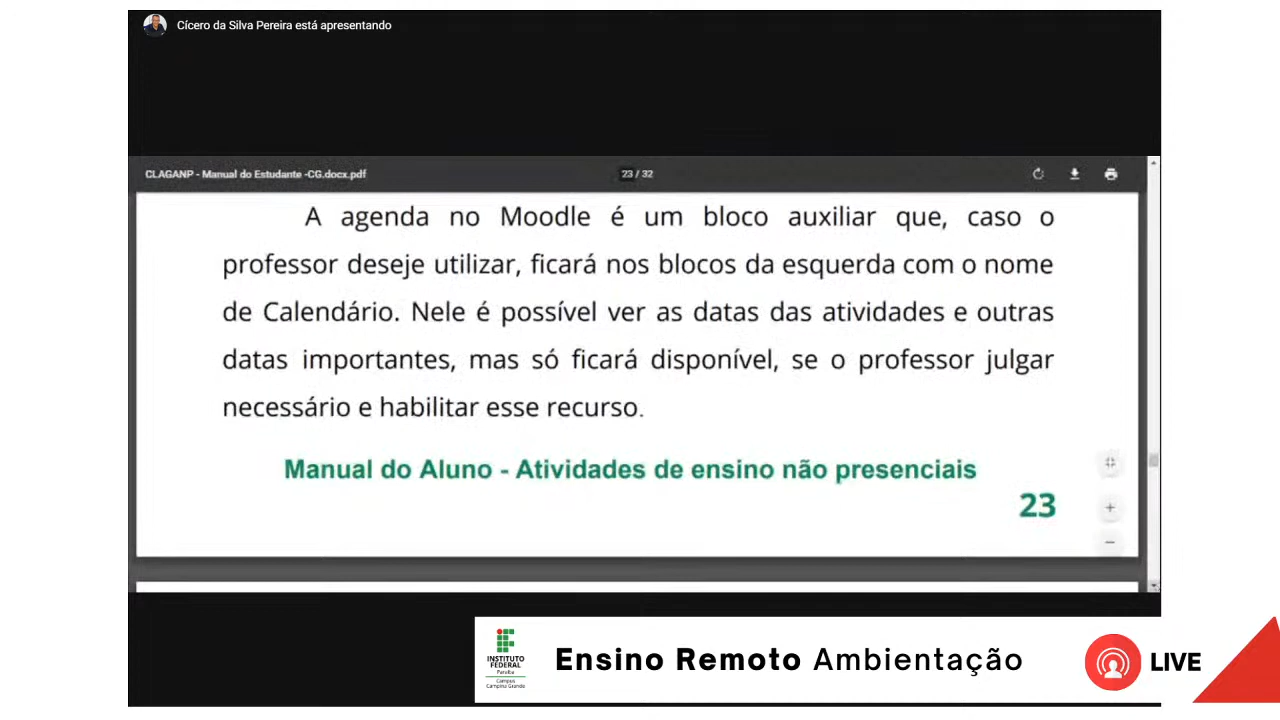 Cícero da Silva Pereira está apresentando
CLAGANP - Manual do Estudante -CG.docx.pdf
23 / 32
A agenda no Moodle é um bloco auxiliar que, caso o
professor deseje utilizar, ficará nos blocos da esquerda com o nome
de Calendário. Nele é possível ver as datas das atividades e outras
datas importantes, mas só ficará disponível, se o professor julgar
necessário e habilitar esse recurso.
Manual do Aluno - Atividades de ensino não presenciais
23
INSTITUTO
FEDERAL
Paraíba
Campus
Campina Grande
Ensino Remoto Ambientação
LIVE